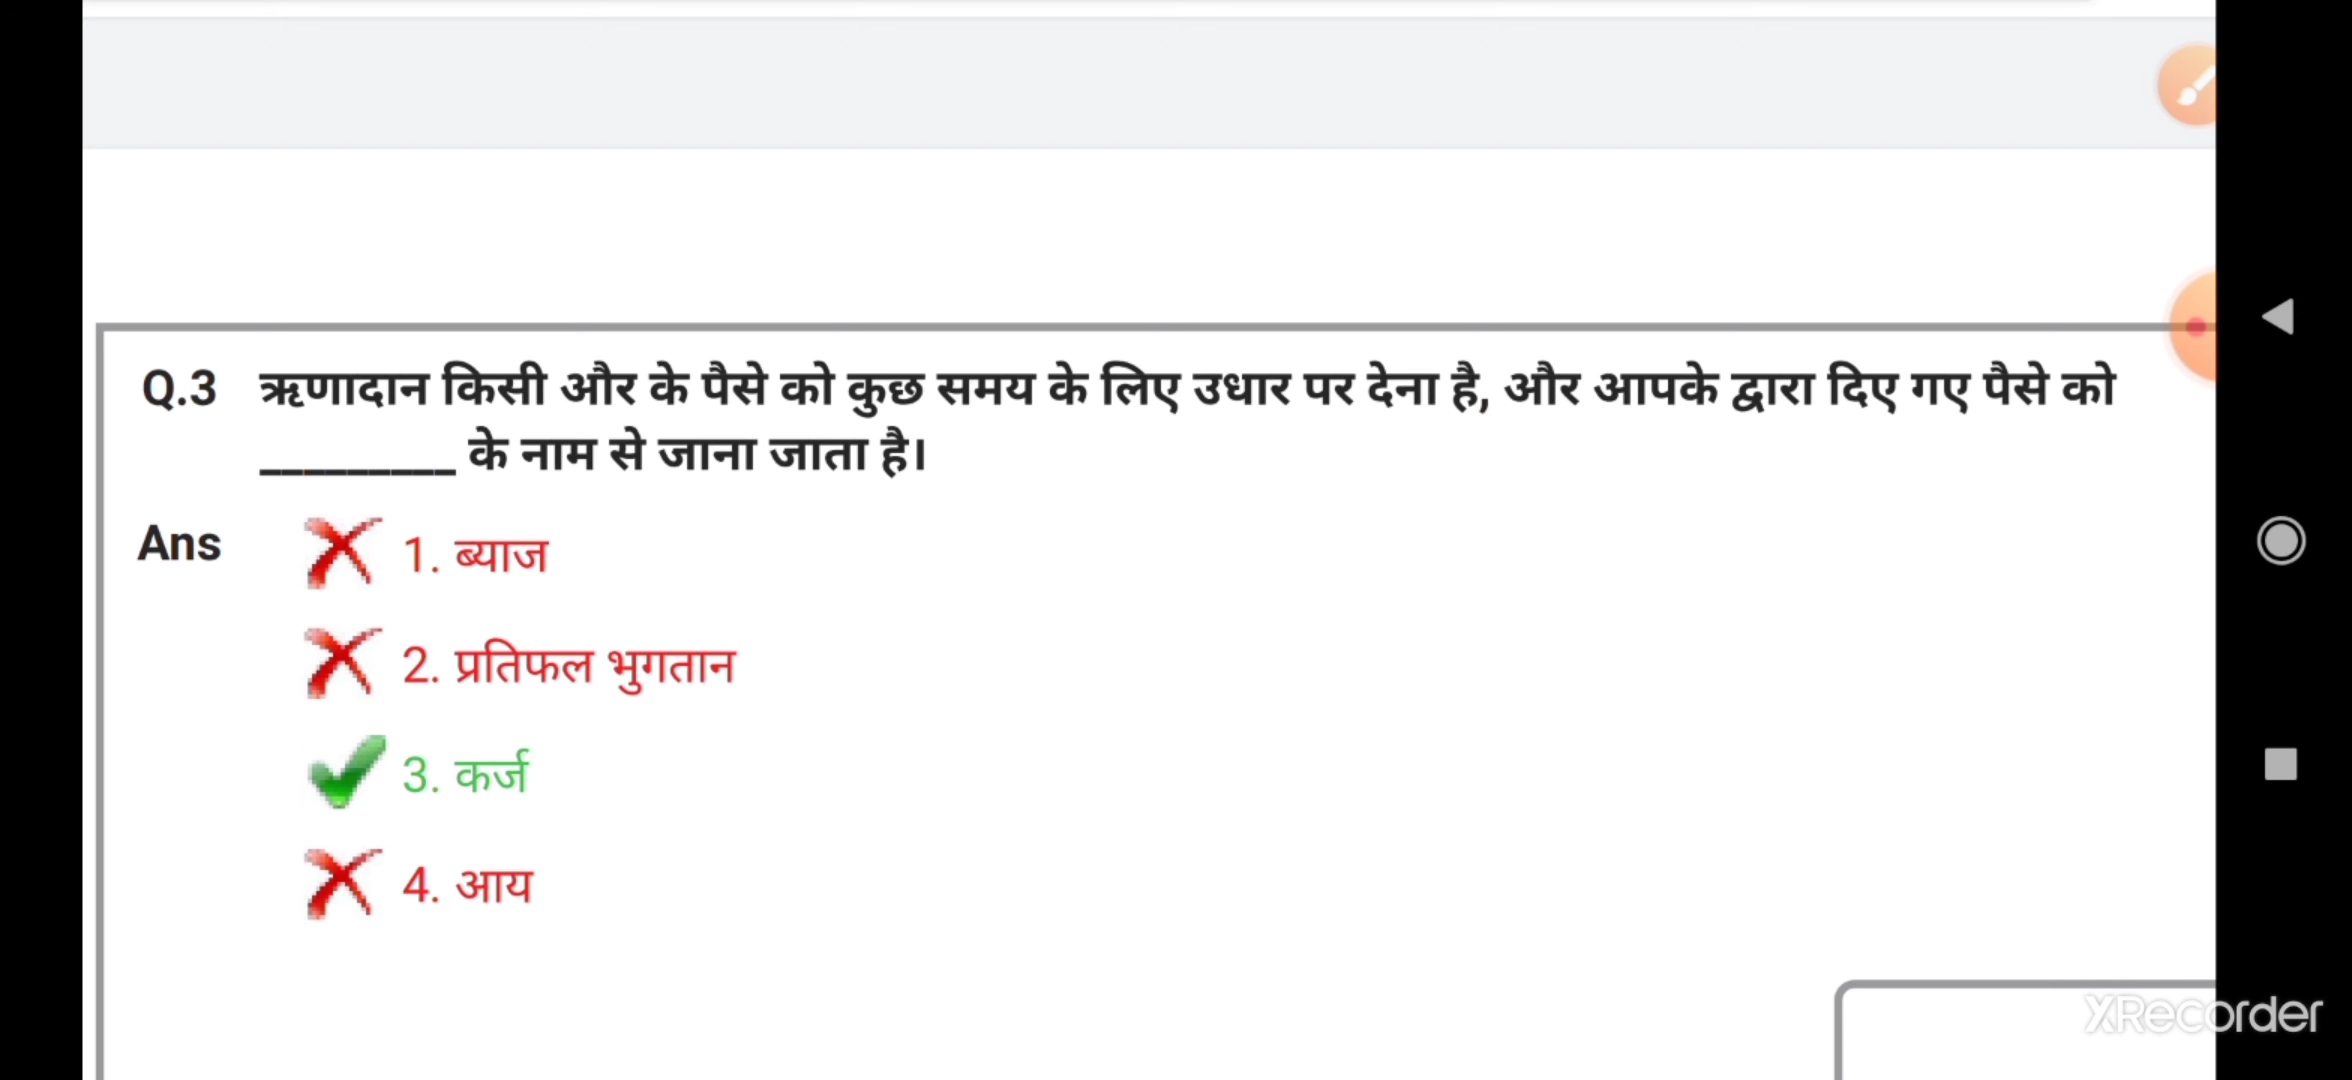 Q.3 ऋणादान किसी और के पैसे को कुछ समय के लिए उधार पर देना है, और आपके द्वारा दिए गए पैसे को
_________ के नाम से जाना जाता है।
Ans 1. ब्याज
2. प्रतिफल भुगतान
3. कर्ज
4. आय
XRecorder